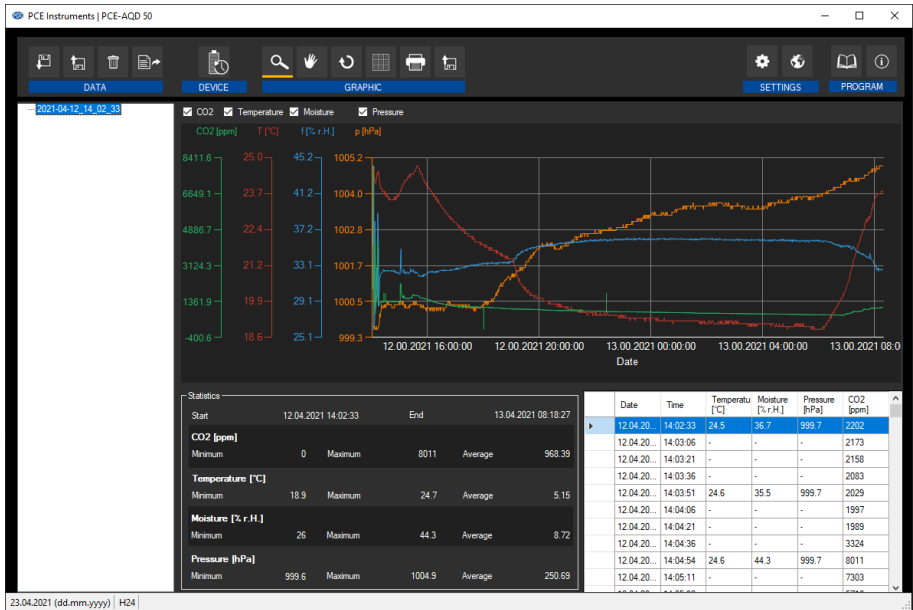 PCE Instruments | PCE-AQD 50
DATA DEVICE GRAPHIC SETTINGS PROGRAM
2021-04-12_14_02_33
CO2 Temperature Moisture Pressure
CO2 [ppm] T [°C] f [% r.H.] p [hPa]
8411.6 25.0 45.2 1005.2
6649.1 23.7 41.2 1004.0
4886.7 22.4 37.2 1002.8
3124.3 21.2 33.1 1001.7
1361.9 19.9 29.1 1000.5
-400.6 18.6 25.1 999.3
12.00.2021 16:00:00 12.00.2021 20:00:00 13.00.2021 00:00:00 13.00.2021 04:00:00 13.00.2021 08:0
Date
Statistics
Start 12.04.2021 14:02:33 End 13.04.2021 08:18:27
CO2 [ppm]
Minimum 0 Maximum 8011 Average 968.39
Temperature [°C]
Minimum 18.9 Maximum 24.7 Average 5.15
Moisture [% r.H.]
Minimum 26 Maximum 44.3 Average 8.72
Pressure [hPa]
Minimum 999.6 Maximum 1004.9 Average 250.69
Date Time Temperatu [°C] Moisture [% r.H.] Pressure [hPa] CO2 [ppm]
12.04.20... 14:02:33 24.5 36.7 999.7 2202
12.04.20... 14:03:06 - - - 2173
12.04.20... 14:03:21 - - - 2158
12.04.20... 14:03:36 - - - 2083
12.04.20... 14:03:51 24.6 35.5 999.7 2029
12.04.20... 14:04:06 - - - 1997
12.04.20... 14:04:21 - - - 1989
12.04.20... 14:04:36 - - - 3324
12.04.20... 14:04:54 24.6 44.3 999.7 8011
12.04.20... 14:05:11 - - - 7303
23.04.2021 (dd.mm.yyyy) H24